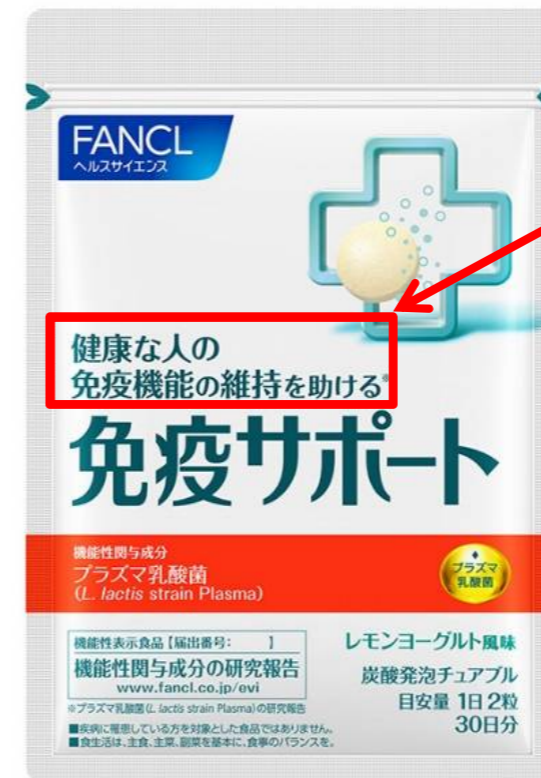 FANCL
ヘルスサイエンス
健康な人の
免疫機能の維持を助ける※
免疫サポート
機能性関与成分
プラズマ乳酸菌
(L. lactis strain Plasma)
プラズマ
乳酸菌
機能性表示食品【届出番号: 】
機能性関与成分の研究報告
www.fancl.co.jp/evi
※プラズマ乳酸菌(L. lactis strain Plasma)の研究報告
■疾病に罹患している方を対象とした食品ではありません。
■食生活は、主食、主菜、副菜を基本に、食事のバランスを。
レモンヨーグルト風味
炭酸発泡チュアブル
目安量 1日2粒
30日分